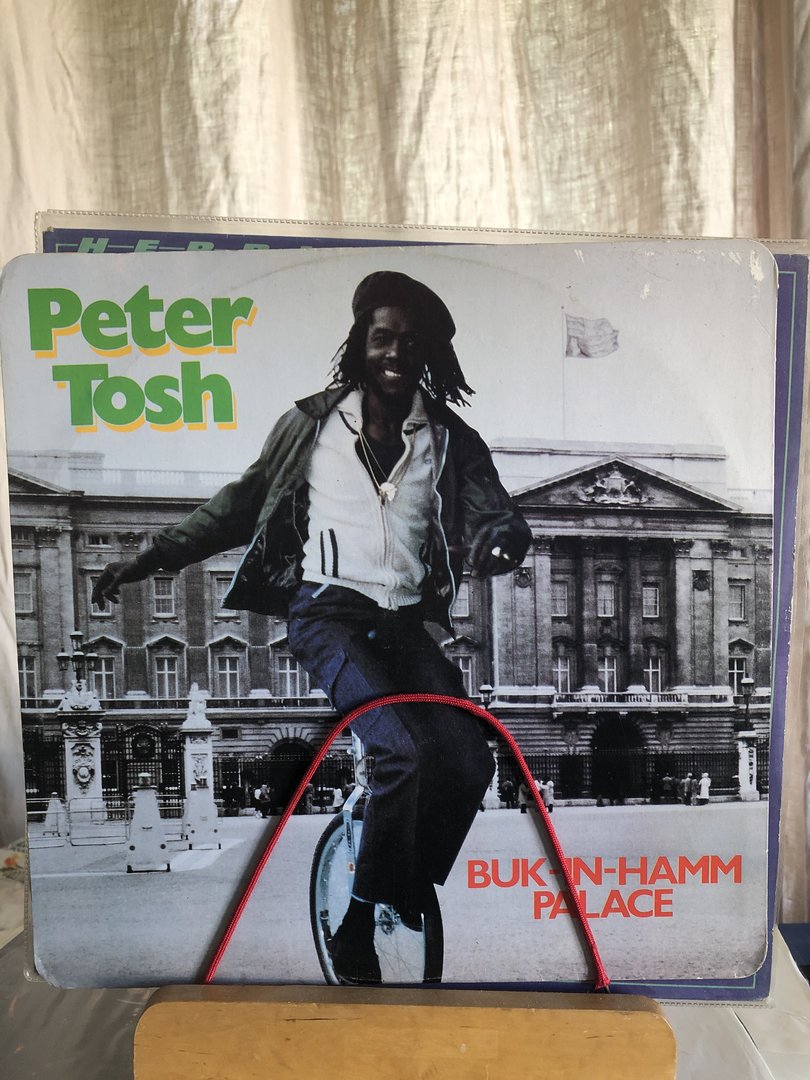 Peter
Tosh
BUK-IN-HAMM
PALACE